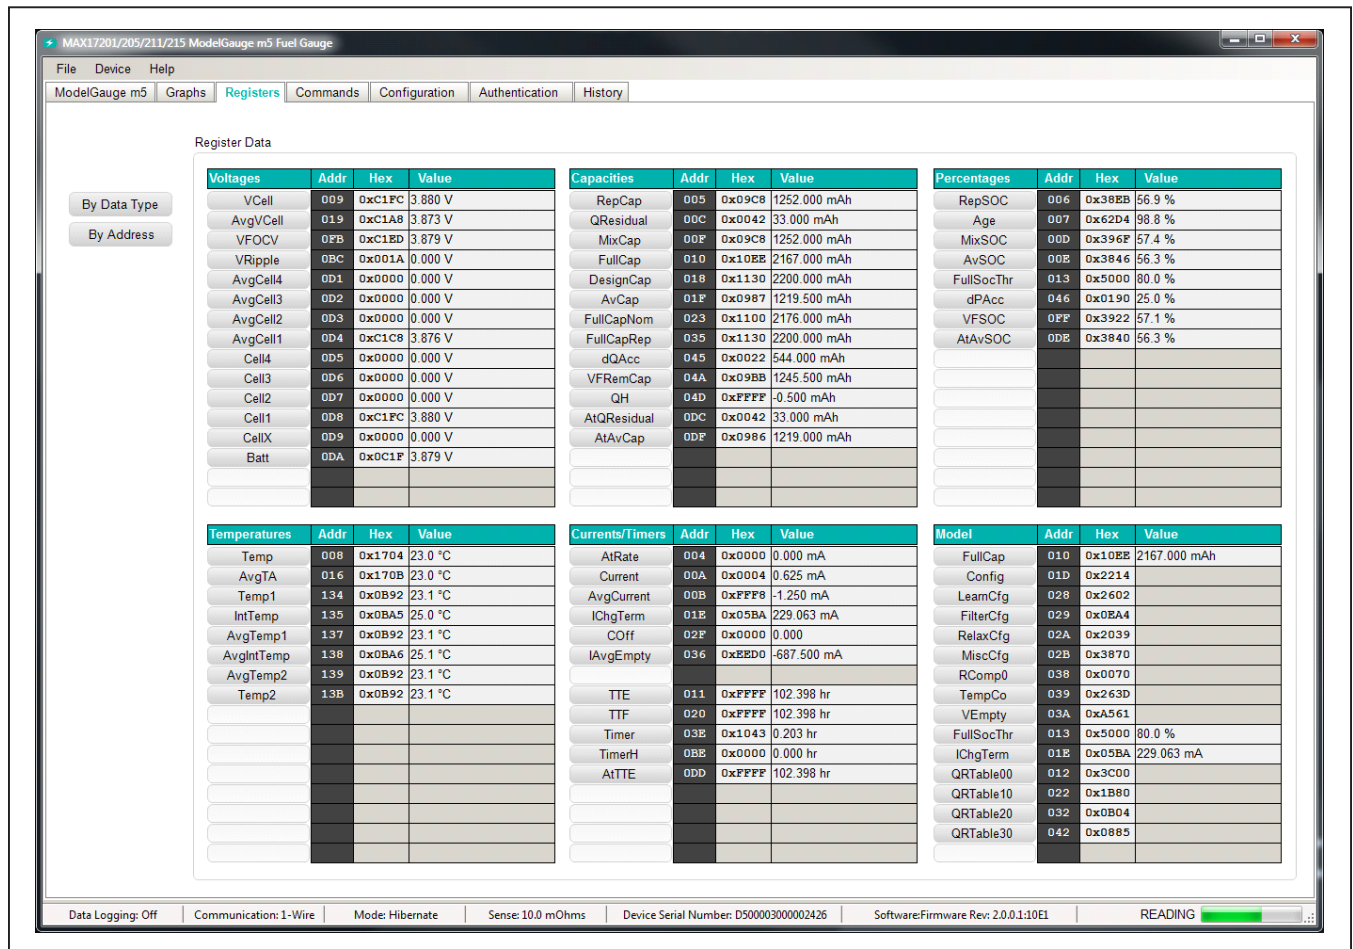 MAX17201/205/211/215 ModelGauge m5 Fuel Gauge
File Device Help
ModelGauge m5 Graphs Registers Commands Configuration Authentication History
Register Data
By Data Type
By Address
Voltages Addr Hex Value
VCell 009 0xC1FC 3.880 V
AvgVCell 019 0xC1A8 3.873 V
VFOCV 0FB 0xC1ED 3.879 V
VRipple 0BC 0x001A 0.000 V
AvgCell4 0D1 0x0000 0.000 V
AvgCell3 0D2 0x0000 0.000 V
AvgCell2 0D3 0x0000 0.000 V
AvgCell1 0D4 0xC1C8 3.876 V
Cell4 0D5 0x0000 0.000 V
Cell3 0D6 0x0000 0.000 V
Cell2 0D7 0x0000 0.000 V
Cell1 0D8 0xC1FC 3.880 V
CellX 0D9 0x0000 0.000 V
Batt 0DA 0x0C1F 3.879 V
Capacities Addr Hex Value
RepCap 005 0x09C8 1252.000 mAh
QResidual 00C 0x0042 33.000 mAh
MixCap 00F 0x09C8 1252.000 mAh
FullCap 010 0x10EE 2167.000 mAh
DesignCap 018 0x1130 2200.000 mAh
AvCap 01F 0x0987 1219.500 mAh
FullCapNom 023 0x1100 2176.000 mAh
FullCapRep 035 0x1130 2200.000 mAh
dQAcc 045 0x0022 544.000 mAh
VFRemCap 04A 0x09BB 1245.500 mAh
QH 04D 0xFFFF -0.500 mAh
AtQResidual 0DC 0x0042 33.000 mAh
AtAvCap 0DF 0x0986 1219.000 mAh
Percentages Addr Hex Value
RepSOC 006 0x38EB 56.9 %
Age 007 0x62D4 98.8 %
MixSOC 00D 0x396F 57.4 %
AvSOC 00E 0x3846 56.3 %
FullSocThr 013 0x5000 80.0 %
dPAcc 046 0x0190 25.0 %
VFSOC 0FF 0x3922 57.1 %
AtAvSOC 0DE 0x3840 56.3 %
Temperatures Addr Hex Value
Temp 008 0x1704 23.0 °C
AvgTA 016 0x170B 23.0 °C
Temp1 134 0x0B92 23.1 °C
IntTemp 135 0x0BA5 25.0 °C
AvgTemp1 137 0x0B92 23.1 °C
AvgIntTemp 138 0x0BA6 25.1 °C
AvgTemp2 139 0x0B92 23.1 °C
Temp2 13B 0x0B92 23.1 °C
Currents/Timers Addr Hex Value
AtRate 004 0x0000 0.000 mA
Current 00A 0x0004 0.625 mA
AvgCurrent 00B 0xFFF8 -1.250 mA
IChgTerm 01E 0x05BA 229.063 mA
COff 02F 0x0000 0.000
IAvgEmpty 036 0xEED0 -687.500 mA
TTE 011 0xFFFF 102.398 hr
TTF 020 0xFFFF 102.398 hr
Timer 03E 0x1043 0.203 hr
TimerH 0BE 0x0000 0.000 hr
AtTTE 0DD 0xFFFF 102.398 hr
Model Addr Hex Value
FullCap 010 0x10EE 2167.000 mAh
Config 01D 0x2214
LearnCfg 028 0x2602
FilterCfg 029 0x0EA4
RelaxCfg 02A 0x2039
MiscCfg 02B 0x3870
RComp0 038 0x0070
TempCo 039 0x263D
VEmpty 03A 0xA561
FullSocThr 013 0x5000 80.0 %
IChgTerm 01E 0x05BA 229.063 mA
QRTable00 012 0x3C00
QRTable10 022 0x1B80
QRTable20 032 0x0B04
QRTable30 042 0x0885
Data Logging: Off Communication: 1-Wire Mode: Hibernate Sense: 10.0 mOhms Device Serial Number: D500003000002426 Software:Firmware Rev: 2.0.0.1:10E1 READING